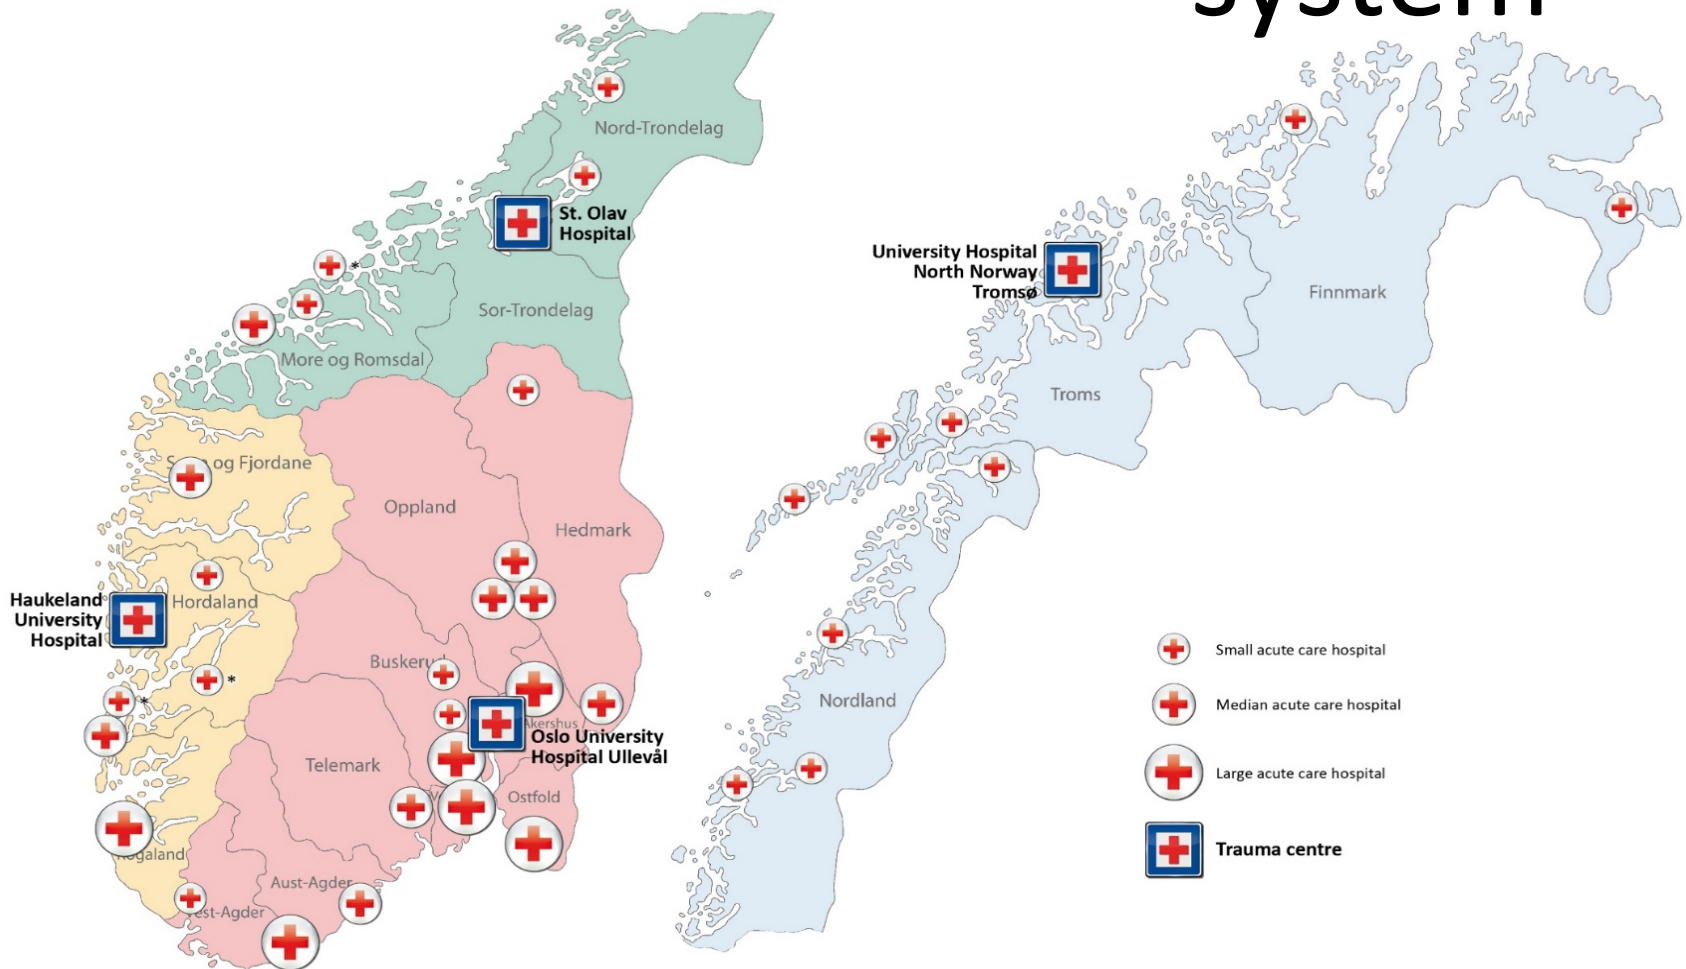 system
Nord-Trondelag
St. Olav
Hospital
*
Sor-Trondelag
More og Romsdal
og Fjordane
Oppland
Hedmark
Haukeland
University
Hospital
Hordaland
*
*
Akershus
Oslo University
Hospital Ullevål
Telemark
Ostfold
Aust-Agder
University Hospital
North Norway
Tromsø
Finnmark
Troms
Nordland
Small acute care hospital
Median acute care hospital
Large acute care hospital
Trauma centre